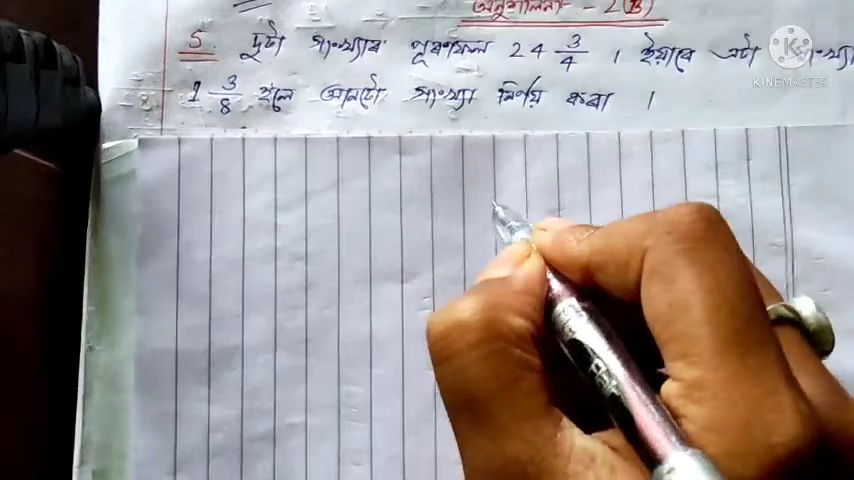 অনুশীলনী - 2(B)
5. দুটা সংখ্যাৰ পূৰণফল 24 3/4 । ইয়াৰে এটা সংখ্যা
1 3/8 হলে আনটো সংখ্যা নিৰ্ণয় কৰা ।
KINEMASTER